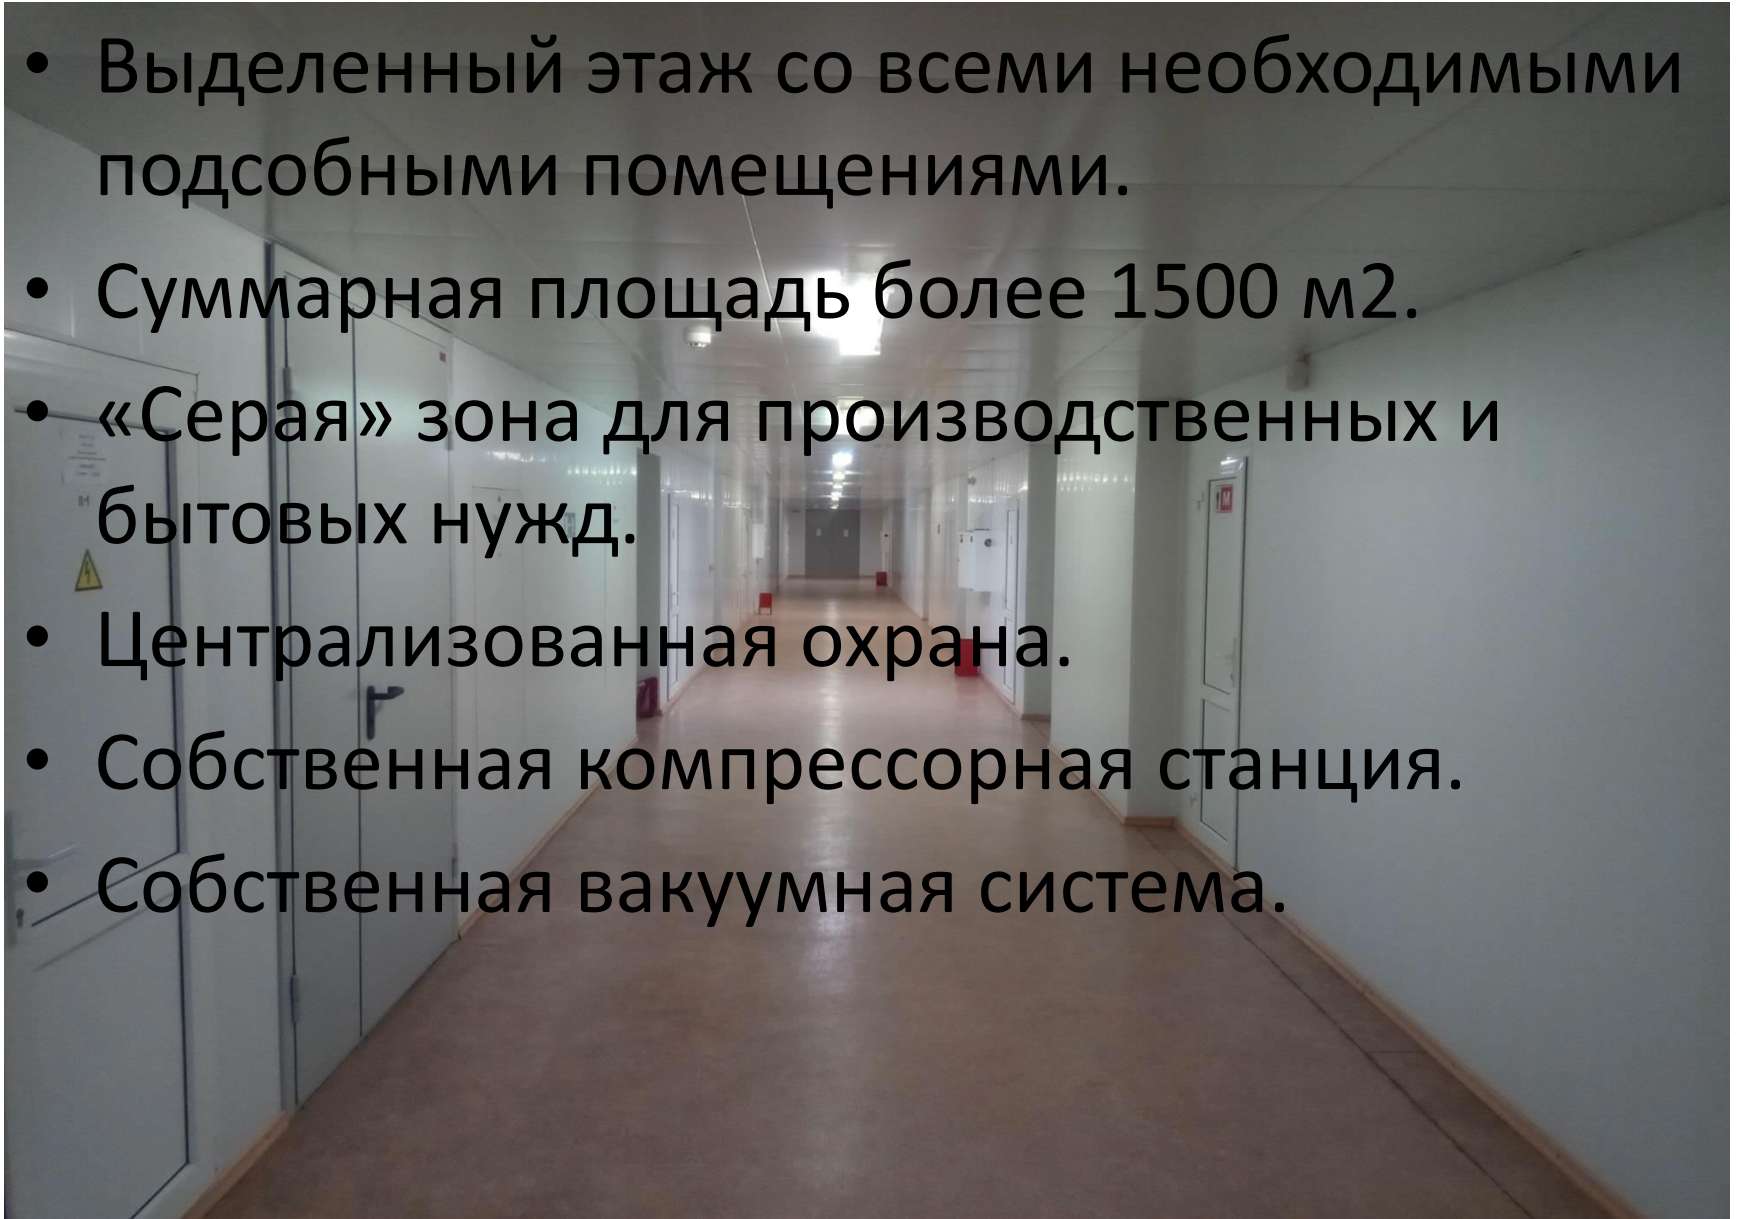 • Выделенный этаж со всеми необходимыми
подсобными помещениями.
• Суммарная площадь более 1500 м2.
• «Серая» зона для производственных и
бытовых нужд.
• Централизованная охрана.
• Собственная компрессорная станция.
• Собственная вакуумная система.
М